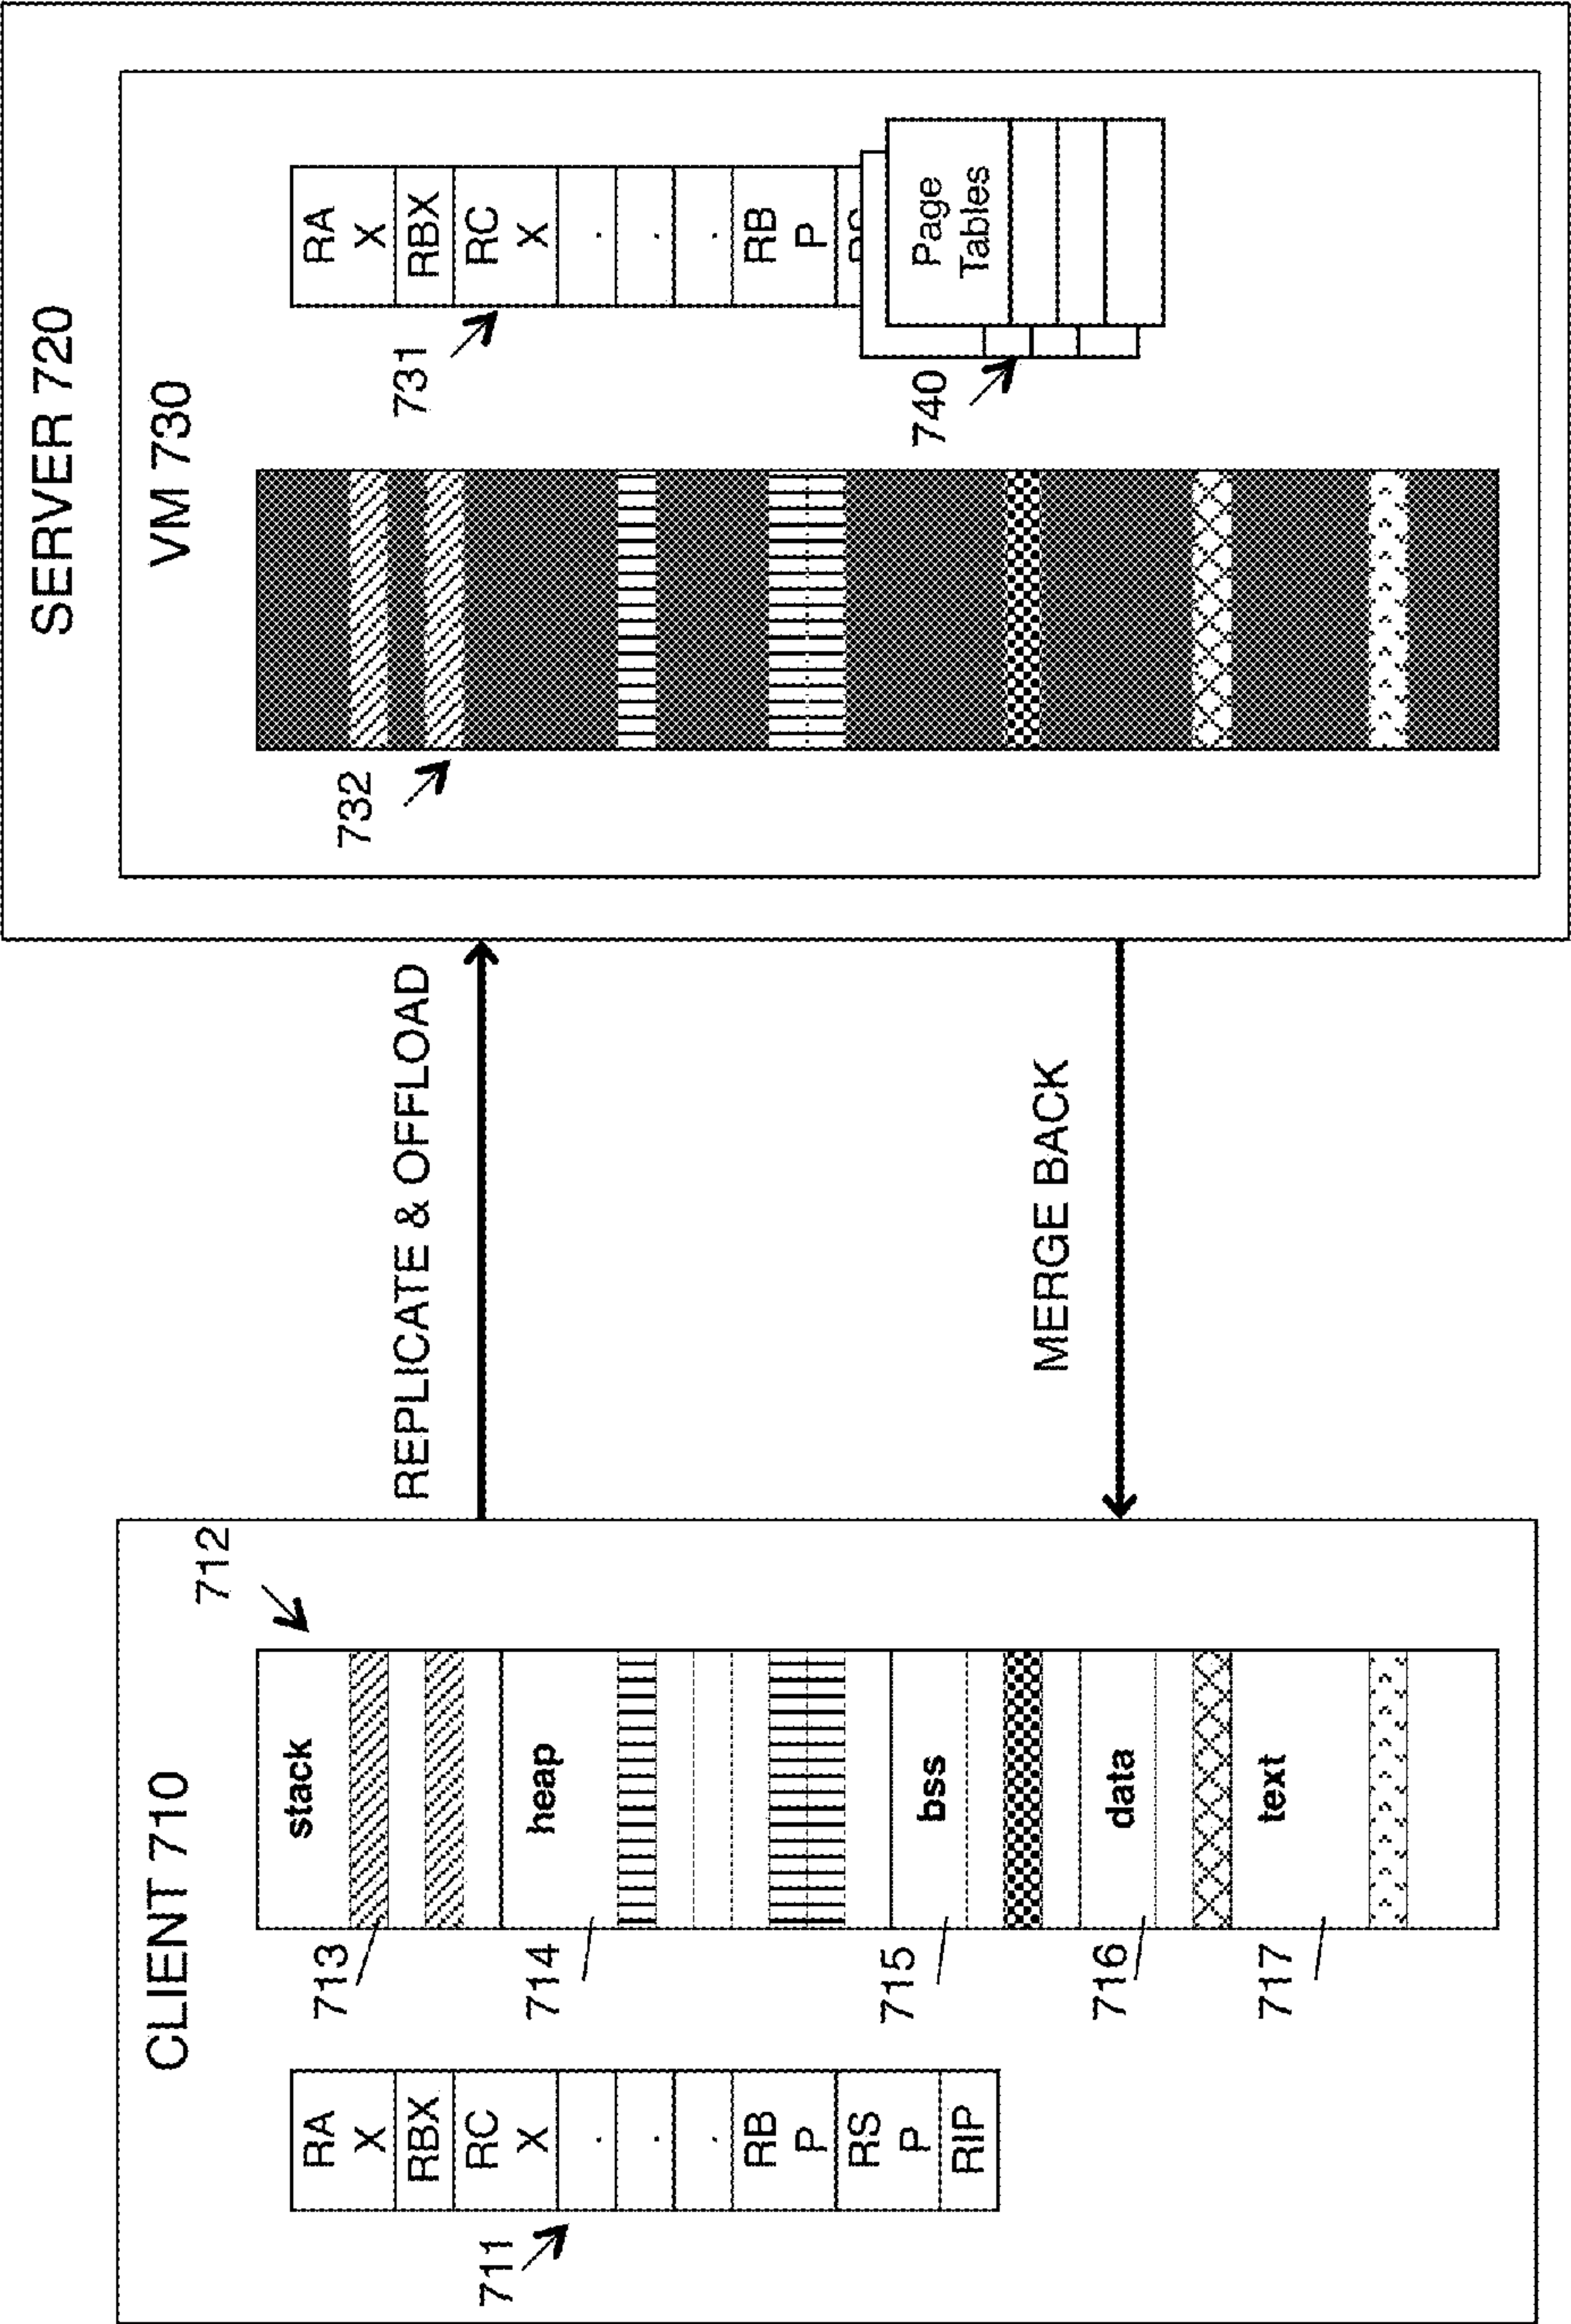 CLIENT 710
711
RA
X
RBX
RC
X
.
.
.
RB
P
RS
P
RIP
712
713
stack
714
heap
715
bss
716
data
717
text
REPLICATE & OFFLOAD
MERGE BACK
SERVER 720
VM 730
732
731
RA
X
RBX
RC
X
.
.
.
RB
P
740
Page
Tables